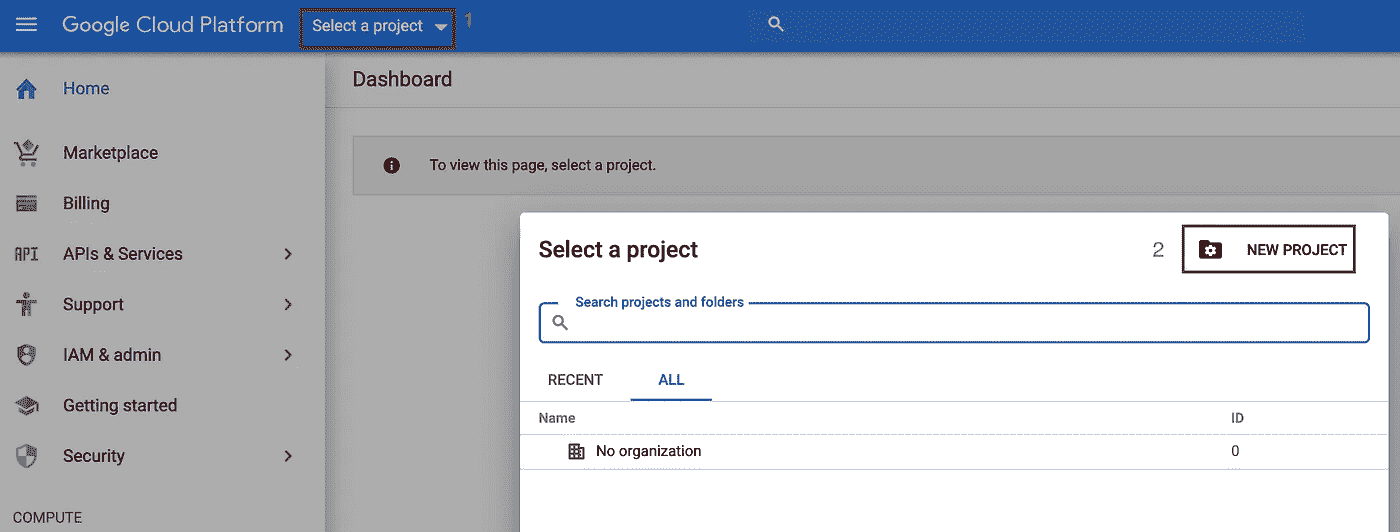 Google Cloud Platform
Select a project
1
Home
Marketplace
Billing
API
APIs & Services
Support
IAM & admin
Getting started
Security
COMPUTE
Dashboard
To view this page, select a project.
Select a project
2
NEW PROJECT
Search projects and folders
RECENT
ALL
Name
ID
No organization
0